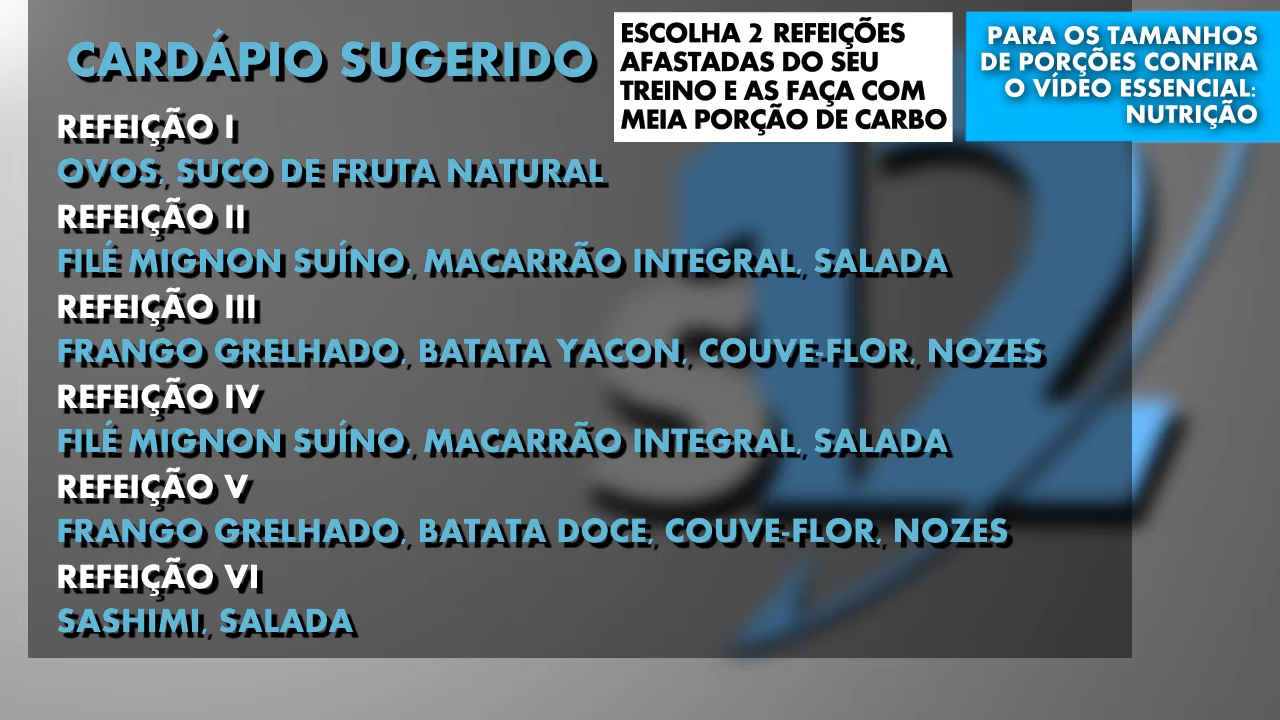 CARDÁPIO SUGERIDO
ESCOLHA 2 REFEIÇÕES
AFASTADAS DO SEU
TREINO E AS FAÇA COM
MEIA PORÇÃO DE CARBO
PARA OS TAMANHOS
DE PORÇÕES CONFIRA
O VÍDEO ESSENCIAL:
NUTRIÇÃO
REFEIÇÃO I
OVOS, SUCO DE FRUTA NATURAL
REFEIÇÃO II
FILÉ MIGNON SUÍNO, MACARRÃO INTEGRAL, SALADA
REFEIÇÃO III
FRANGO GRELHADO, BATATA YACON, COUVE-FLOR, NOZES
REFEIÇÃO IV
FILÉ MIGNON SUÍNO, MACARRÃO INTEGRAL, SALADA
REFEIÇÃO V
FRANGO GRELHADO, BATATA DOCE, COUVE-FLOR, NOZES
REFEIÇÃO VI
SASHIMI, SALADA
s12